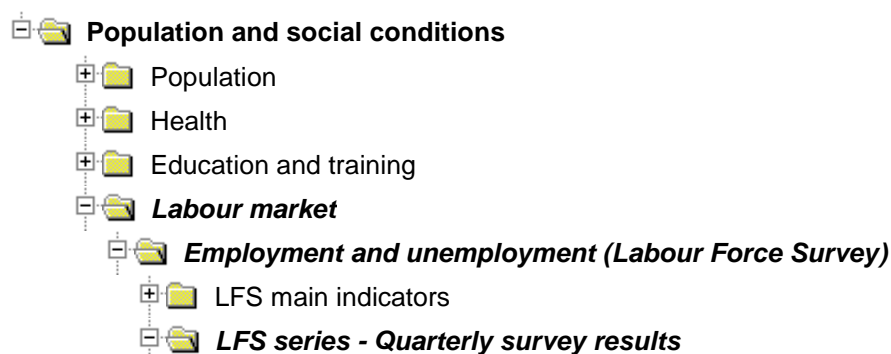 Population and social conditions
Population
Health
Education and training
Labour market
Employment and unemployment (Labour Force Survey)
LFS main indicators
LFS series - Quarterly survey results